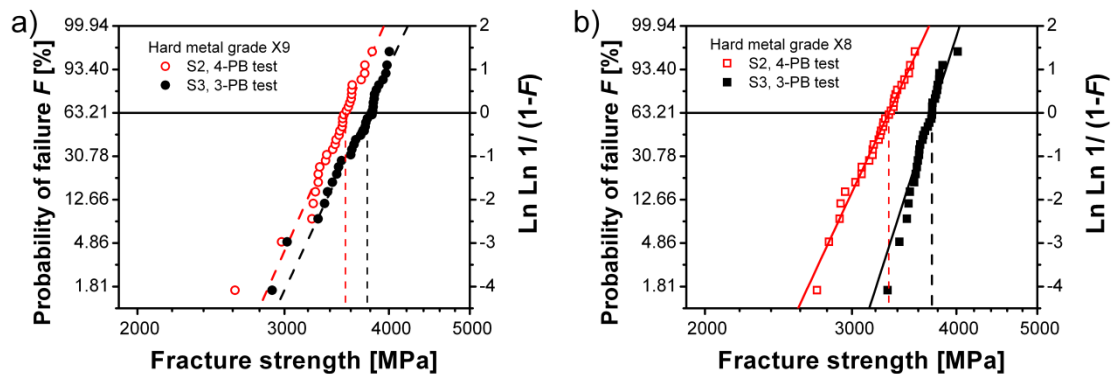 a)
Probability of failure F [%]
99.94
93.40
63.21
30.78
12.66
4.86
1.81
Hard metal grade X9
S2, 4-PB test
S3, 3-PB test
2
1
0
-1
-2
-3
-4
Ln Ln 1/ (1-F)
2000
3000
4000
5000
Fracture strength [MPa]
b)
Probability of failure F [%]
99.94
93.40
63.21
30.78
12.66
4.86
1.81
Hard metal grade X8
S2, 4-PB test
S3, 3-PB test
2
1
0
-1
-2
-3
-4
Ln Ln 1/ (1-F)
2000
3000
4000
5000
Fracture strength [MPa]